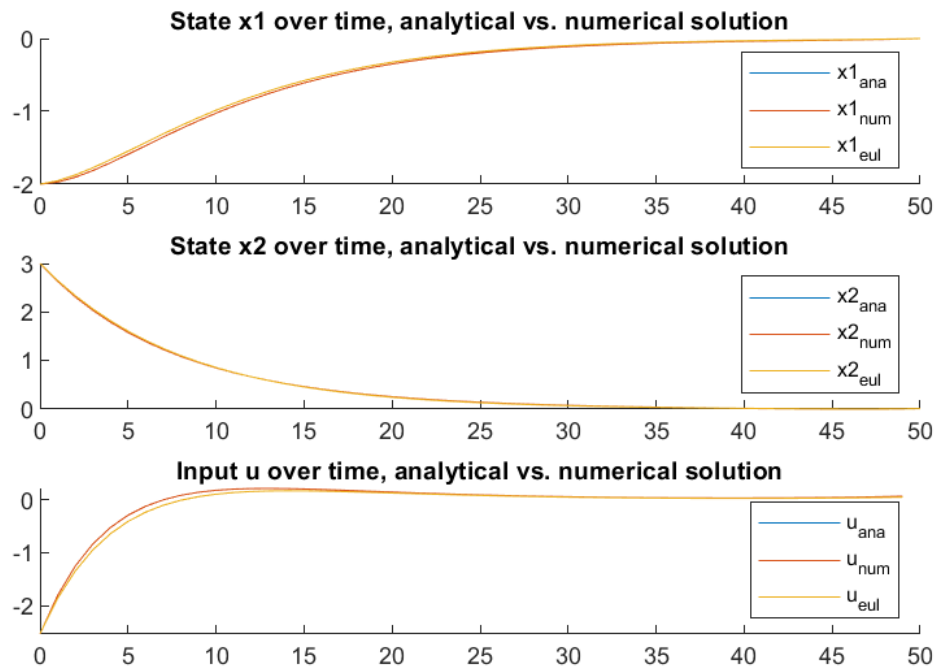 State x1 over time, analytical vs. numerical solution
0
-1
-2
x1ana
x1num
x1eul
0 5 10 15 20 25 30 35 40 45 50
State x2 over time, analytical vs. numerical solution
3
2
1
0
x2ana
x2num
x2eul
0 5 10 15 20 25 30 35 40 45 50
Input u over time, analytical vs. numerical solution
0
-1
-2
uana
unum
ueul
0 5 10 15 20 25 30 35 40 45 50